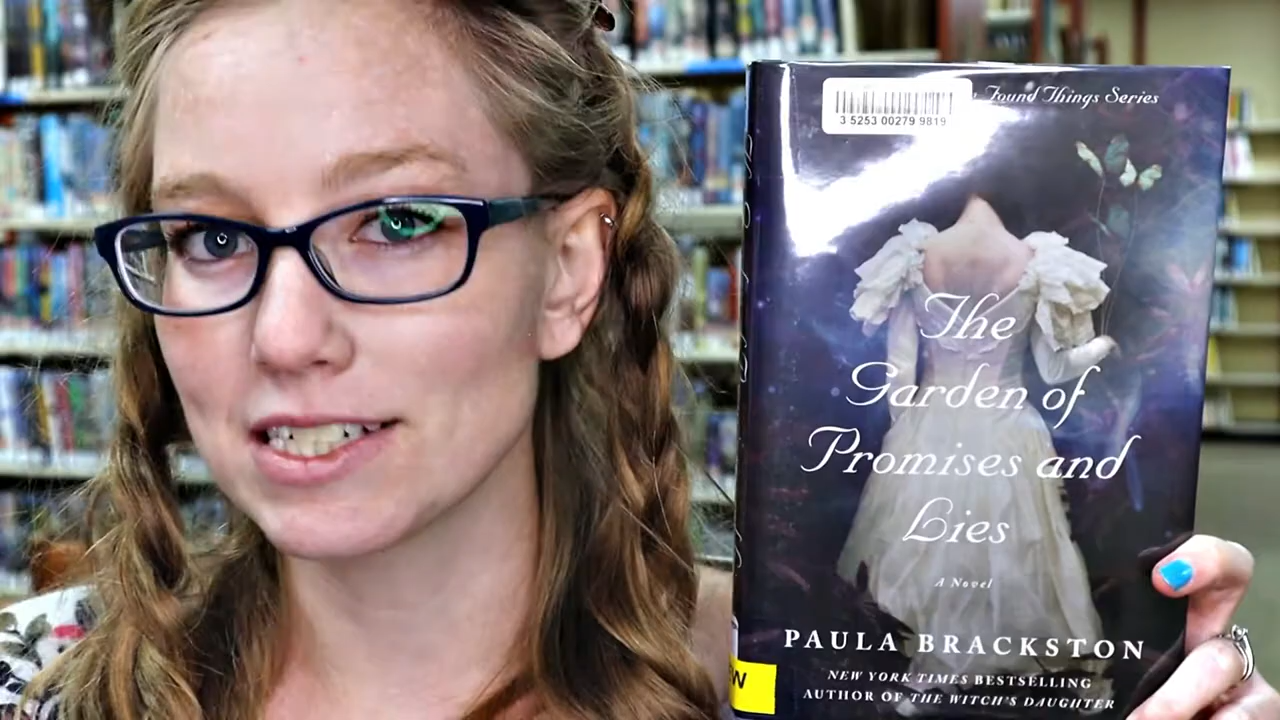 Found Things Series
3 5253 00279 9819
The
Garden of
Promises and
Lies
A Novel
PAULA BRACKSTON
NEW YORK TIMES BESTSELLING
AUTHOR OF THE WITCH'S DAUGHTER
W